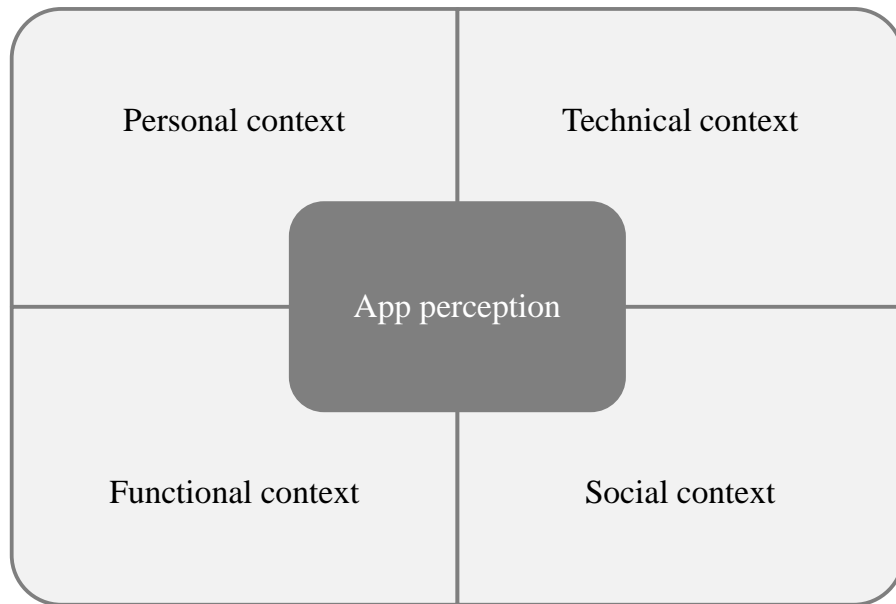 Personal context
Technical context
App perception
Functional context
Social context